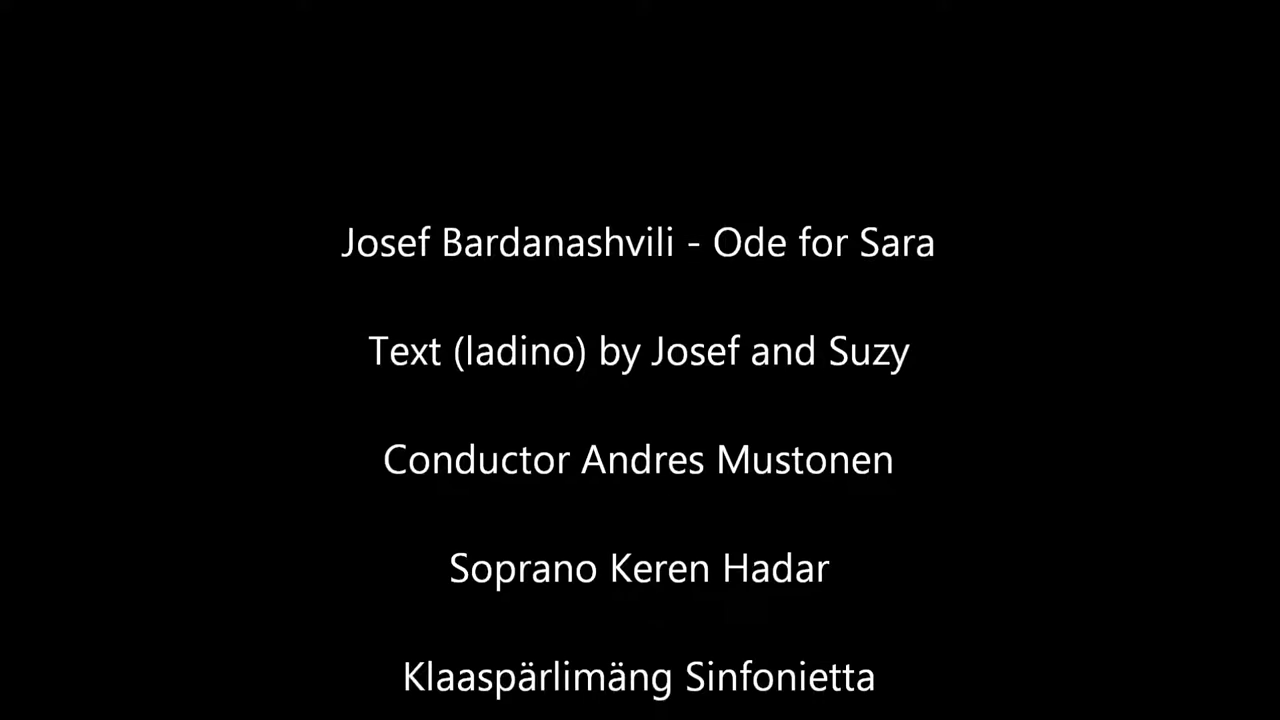 Josef Bardanashvili - Ode for Sara
Text (ladino) by Josef and Suzy
Conductor Andres Mustonen
Soprano Keren Hadar
Klaaspärlimäng Sinfonietta